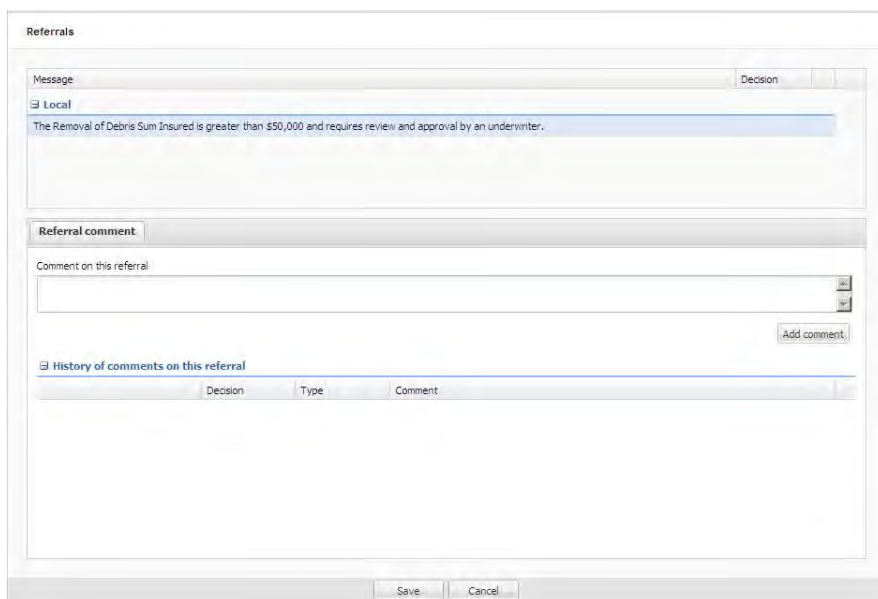 Referrals
Message Decision
Local
The Removal of Debris Sum Insured is greater than $50,000 and requires review and approval by an underwriter.
Referral comment
Comment on this referral
Add comment
History of comments on this referral
Decision Type Comment
Save Cancel